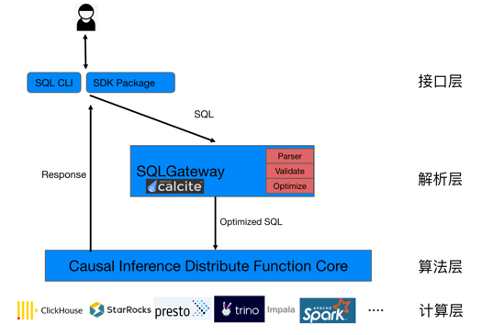 SQL CLI
SDK Package
接口层
SQL
SQLGateway
calcite
Parser
Validate
Optimize
解析层
Response
Optimized SQL
Causal Inference Distribute Function Core
算法层
ClickHouse
StarRocks
presto
trino
Impala
APACHE
Spark
....
计算层